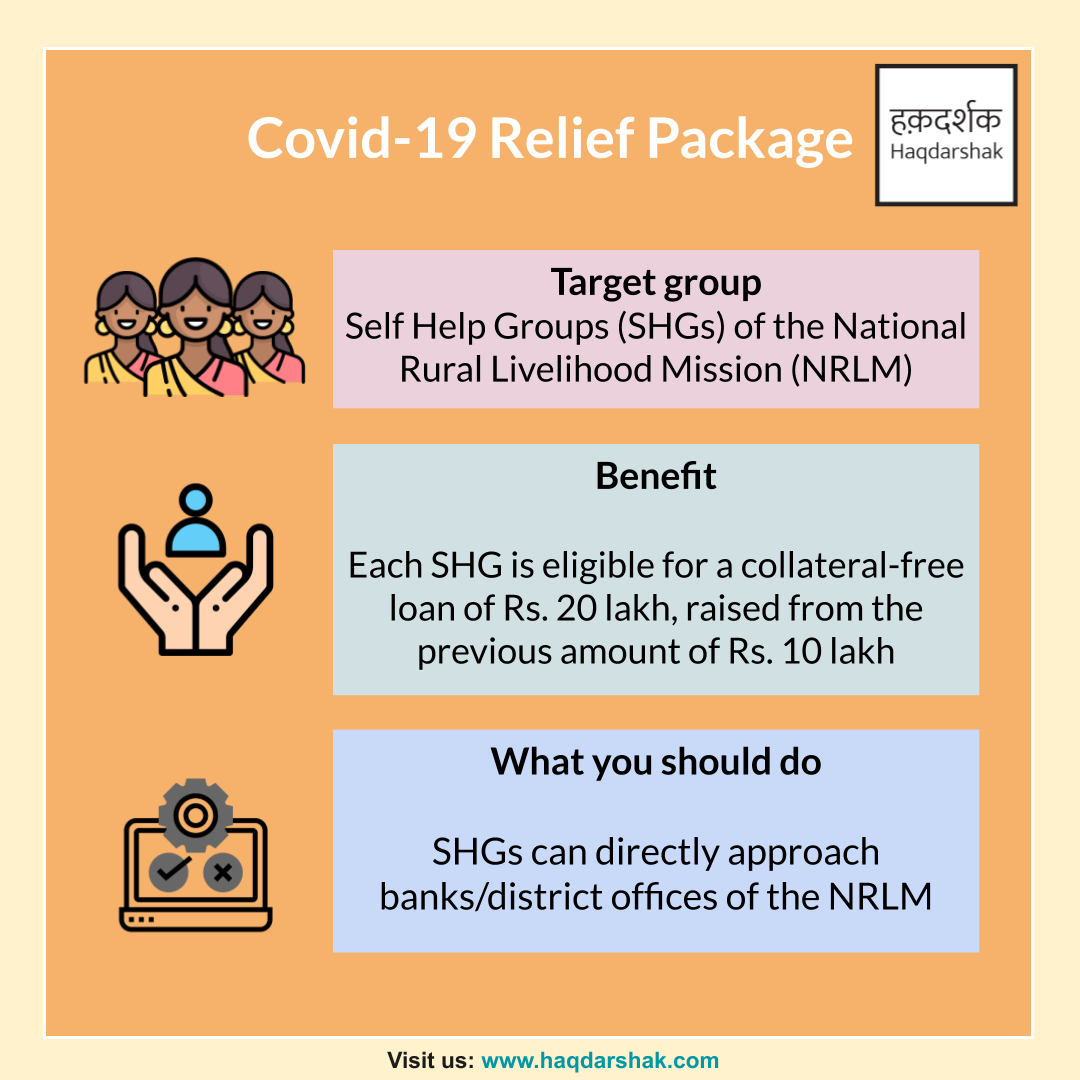 Covid-19 Relief Package
हक़दर्शक
Haqdarshak
Target group
Self Help Groups (SHGs) of the National
Rural Livelihood Mission (NRLM)
Benefit
Each SHG is eligible for a collateral-free
loan of Rs. 20 lakh, raised from the
previous amount of Rs. 10 lakh
What you should do
SHGs can directly approach
banks/district offices of the NRLM
Visit us: www.haqdarshak.com